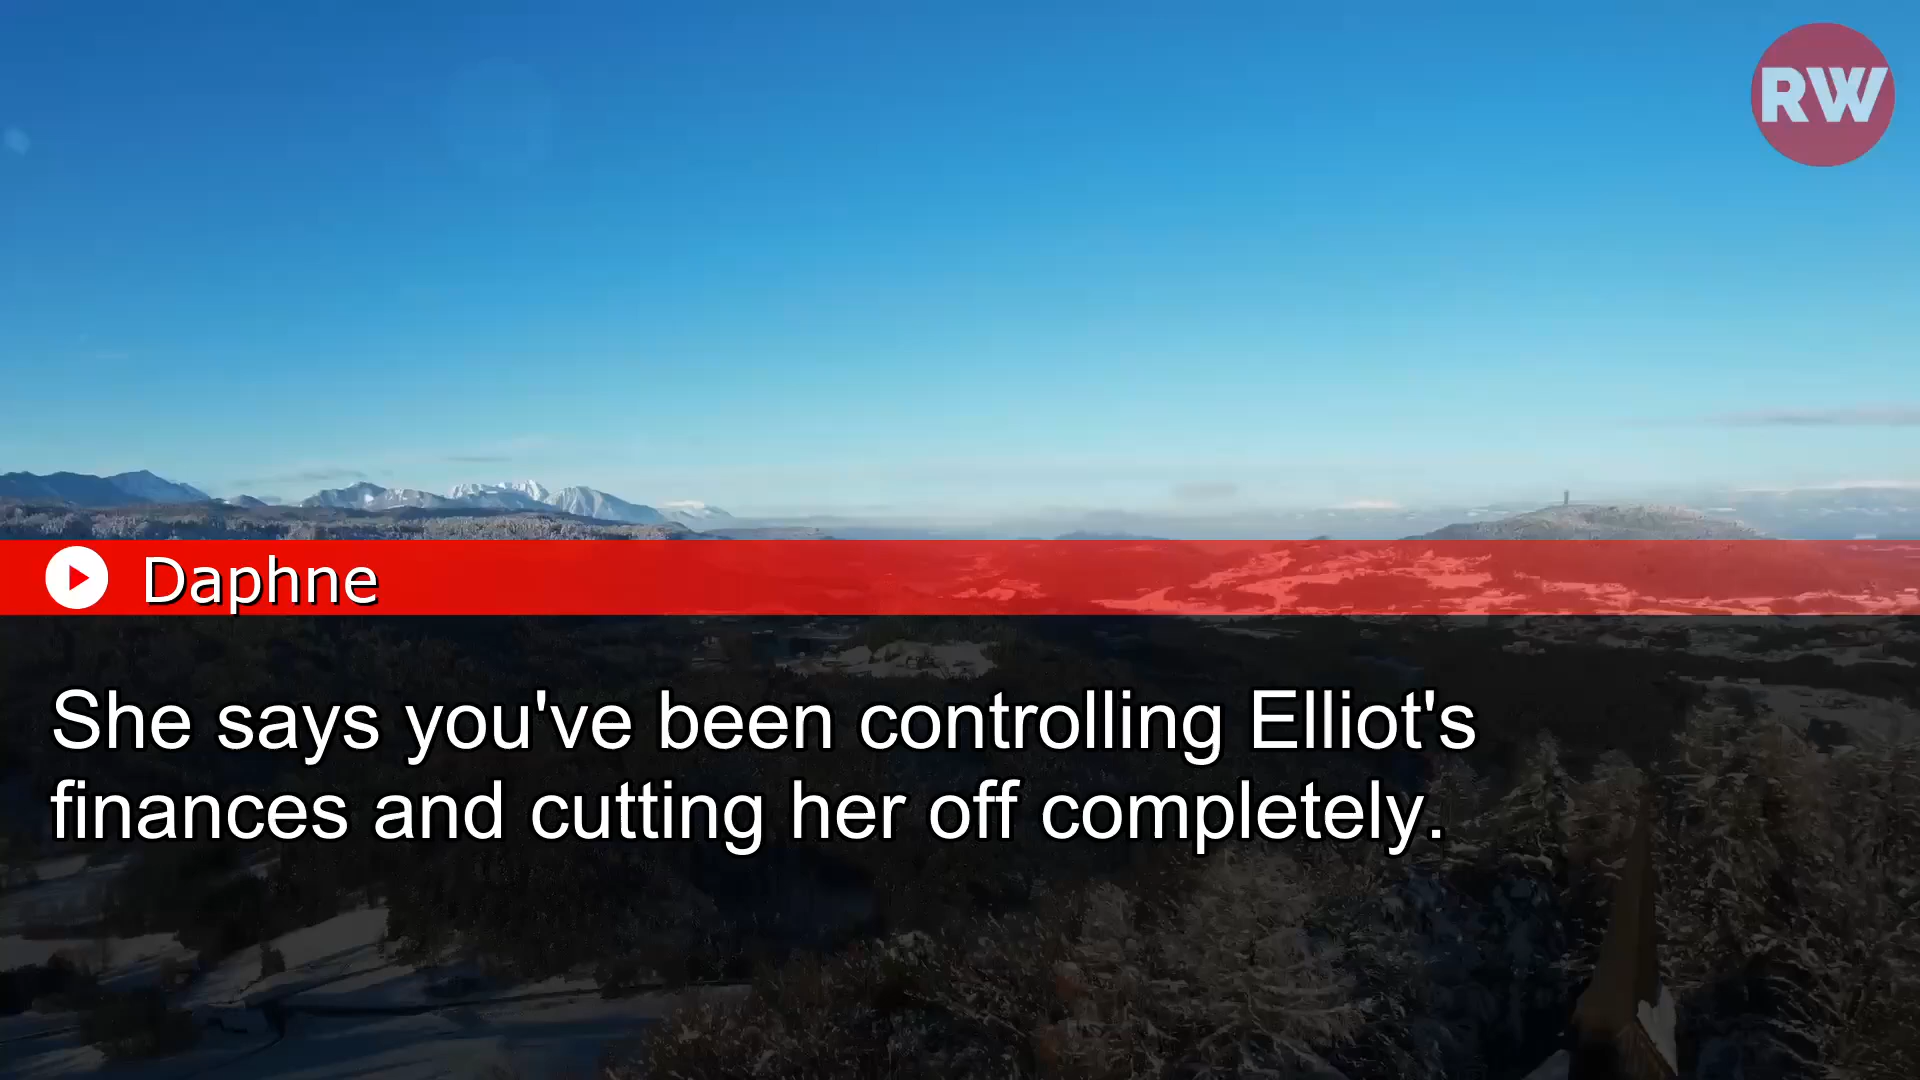 RW
Daphne
She says you've been controlling Elliot's
finances and cutting her off completely.